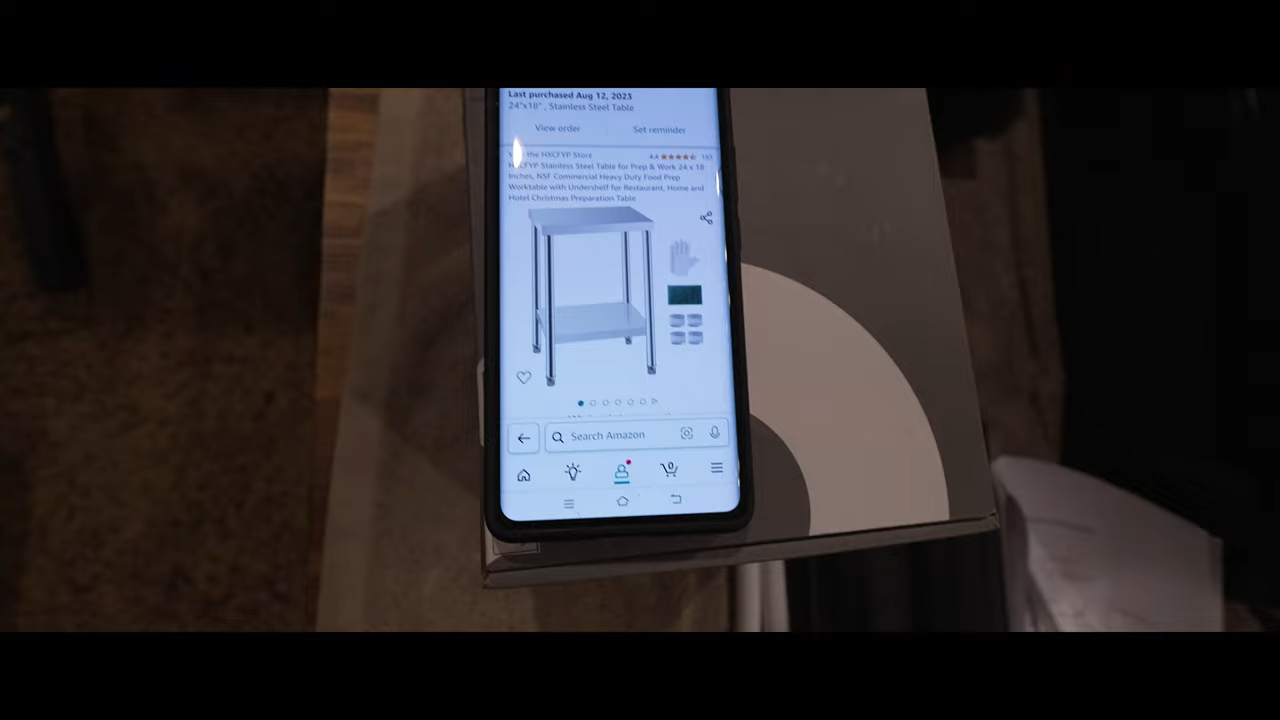 Last purchased Aug 12, 2023
24"x18" , Stainless Steel Table
View order
Set reminder
the HXCFYP Store
4.4
HXCFYP Stainless Steel Table for Prep & Work 24 x 18
Inches, NSF Commercial Heavy Duty Food Prep
Worktable with Undershelf for Restaurant, Home and
Hotel Christmas Preparation Table
Search Amazon
0